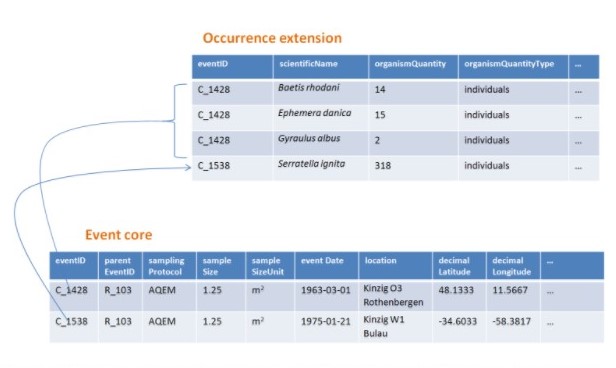 Occurrence extension
eventID scientificName organismQuantity organismQuantityType ...
C_1428 Baetis rhodani 14 individuals ...
C_1428 Ephemera danica 15 individuals ...
C_1428 Gyraulus albus 2 individuals ...
C_1538 Serratella ignita 318 individuals ...
Event core
eventID parent sampling sample sample event Date location decimal decimal ...
EventID Protocol Size SizeUnit Latitude Longitude
C_1428 R_103 AQEM 1.25 m² 1963-03-01 Kinzig O3 48.1333 11.5667 ...
Rothenbergen
C_1538 R_103 AQEM 1.25 m² 1975-01-21 Kinzig W1 -34.6033 -58.3817 ...
Bulau